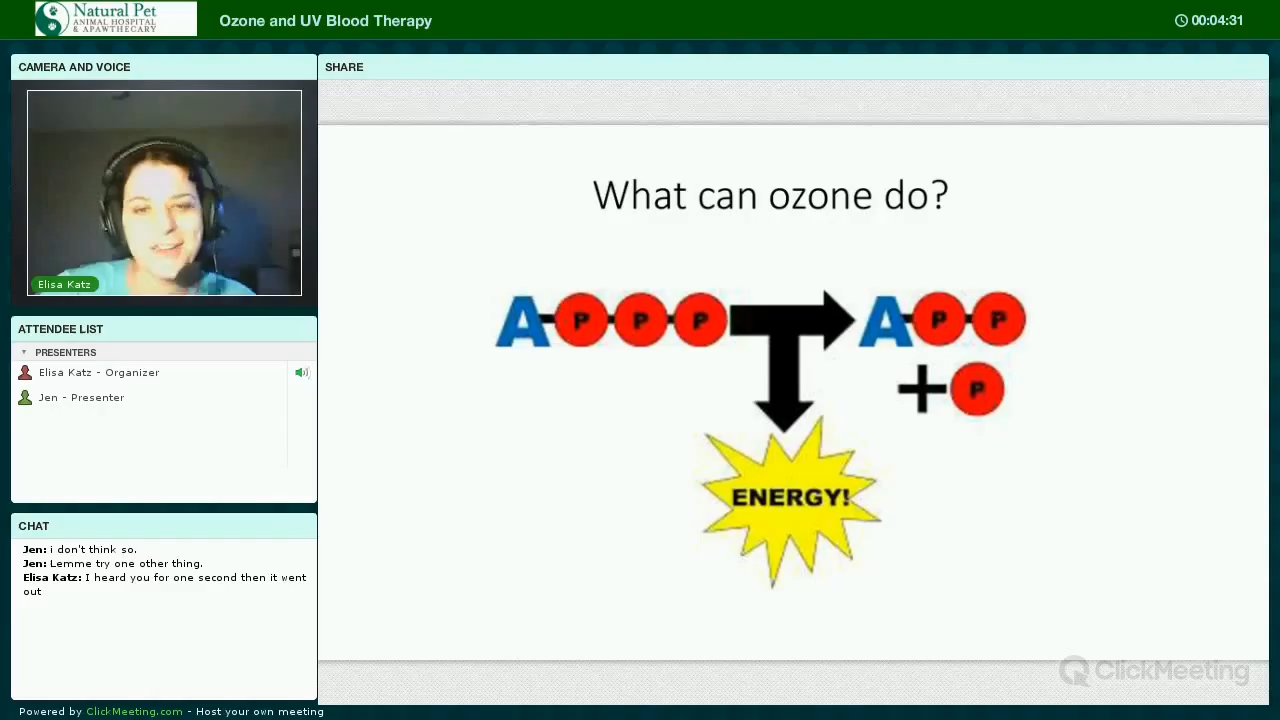 Natural Pet
ANIMAL HOSPITAL
& APAWTHECARY
Ozone and UV Blood Therapy
00:04:31
CAMERA AND VOICE
Elisa Katz
ATTENDEE LIST
PRESENTERS
Elisa Katz - Organizer
Jen - Presenter
CHAT
Jen: i don't think so.
Jen: Lemme try one other thing.
Elisa Katz: I heard you for one second then it went
out
SHARE
What can ozone do?
A P P P A P P
+ P
ENERGY!
ClickMeeting
Powered by ClickMeeting.com - Host your own meeting